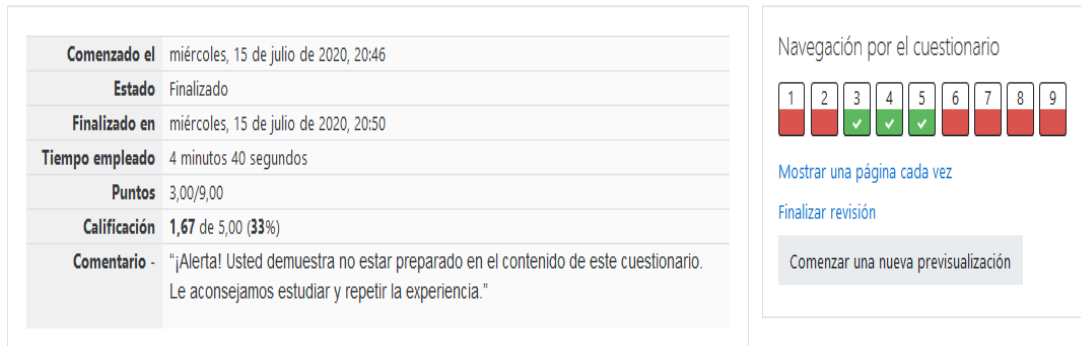 Comenzado el miércoles, 15 de julio de 2020, 20:46
Estado Finalizado
Finalizado en miércoles, 15 de julio de 2020, 20:50
Tiempo empleado 4 minutos 40 segundos
Puntos 3,00/9,00
Calificación 1,67 de 5,00 (33%)
Comentario - “¡Alerta! Usted demuestra no estar preparado en el contenido de este cuestionario.
Le aconsejamos estudiar y repetir la experiencia.”
Navegación por el cuestionario
1 2 3 4 5 6 7 8 9
Mostrar una página cada vez
Finalizar revisión
Comenzar una nueva previsualización